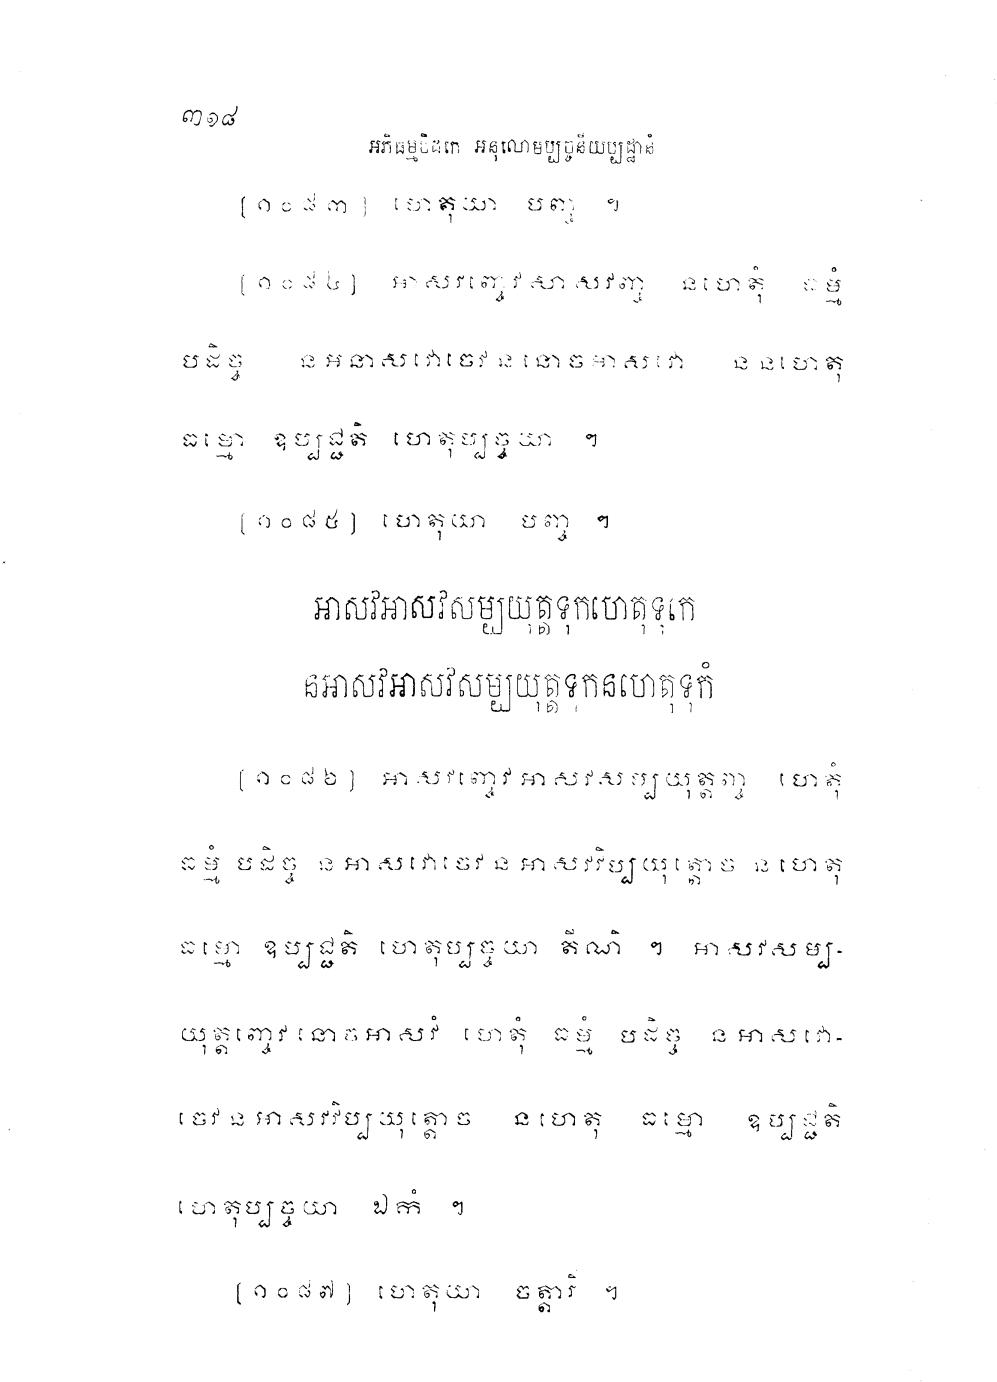 ៣១៨
អភិធម្មបិដកេ អនុលោមប្បច្ចនីយប្បដ្ឋានំ
[១០៨៣] ហេតុយា បញ្ច ។
[១០៨៤] អាសវញ្ចេវសាសវញ្ច នហេតុំ ធម្មំ
បដិច្ច នអនាសវោចេវននោចអាសវោ ននហេតុ
ធម្មោ ឧប្បជ្ជតិ ហេតុប្បច្ចយា ។
[១០៨៥] ហេតុយា បញ្ច ។
អាសវអាសវសម្បយុត្តទុកហេតុទុកេ
នអាសវអាសវសម្បយុត្តទុកនហេតុទុកំ
[១០៨៦] អាសវញ្ចេវអាសវសម្បយុត្តញ្ច ហេតុំ
ធម្មំ បដិច្ច នអាសវោចេវនអាសវវិប្បយុត្តោច នហេតុ
ធម្មោ ឧប្បជ្ជតិ ហេតុប្បច្ចយា តីណិ ។ អាសវសម្ប-
យុត្តញ្ចេវនោចអាសវំ ហេតុំ ធម្មំ បដិច្ច នអាសវោ-
ចេវនអាសវវិប្បយុត្តោច នហេតុ ធម្មោ ឧប្បជ្ជតិ
ហេតុប្បច្ចយា ឯកំ ។
[១០៨៧] ហេតុយា ចត្តារិ ។